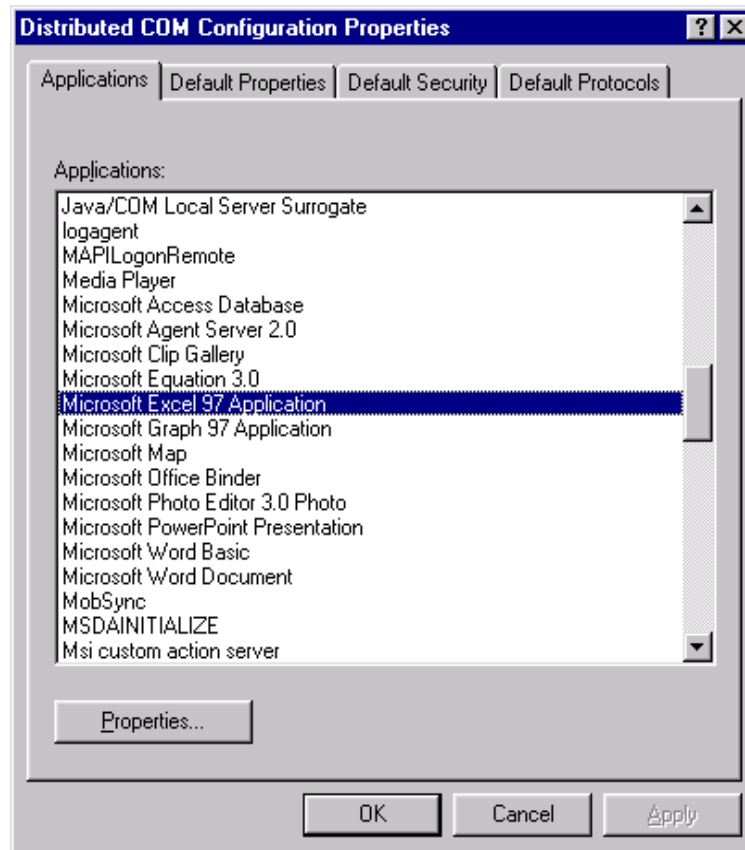 Distributed COM Configuration Properties
Applications Default Properties Default Security Default Protocols
Applications:
Java/COM Local Server Surrogate
logagent
MAPILogonRemote
Media Player
Microsoft Access Database
Microsoft Agent Server 2.0
Microsoft Clip Gallery
Microsoft Equation 3.0
Microsoft Excel 97 Application
Microsoft Graph 97 Application
Microsoft Map
Microsoft Office Binder
Microsoft Photo Editor 3.0 Photo
Microsoft PowerPoint Presentation
Microsoft Word Basic
Microsoft Word Document
MobSync
MSDAINITIALIZE
Msi custom action server
Properties...
OK Cancel Apply